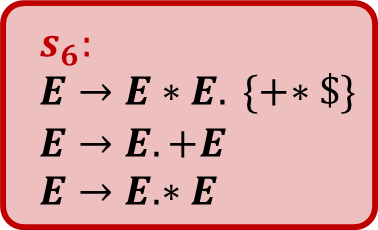 s₆:
E → E * E. {+* $}
E → E. +E
E → E.* E